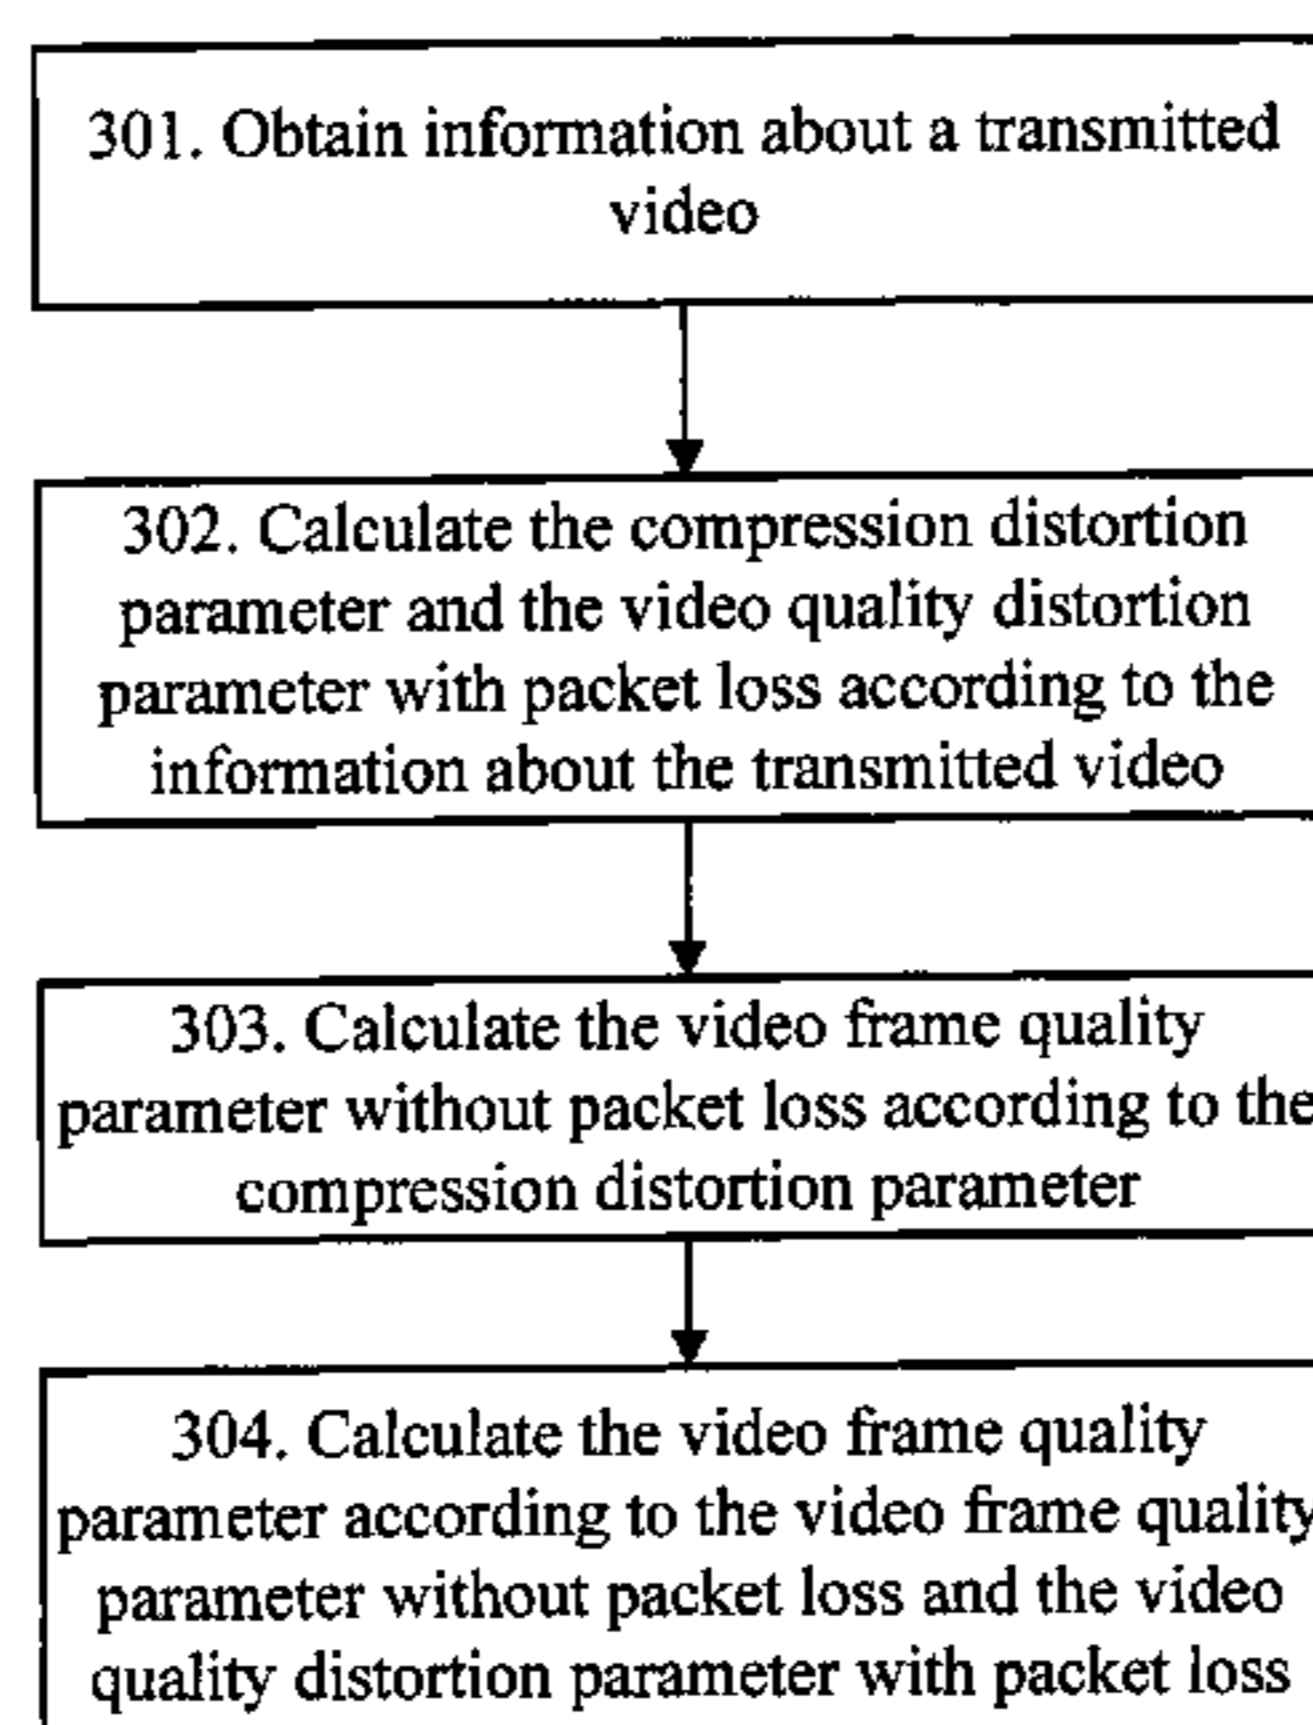 301. Obtain information about a transmitted
video
302. Calculate the compression distortion
parameter and the video quality distortion
parameter with packet loss according to the
information about the transmitted video
303. Calculate the video frame quality
parameter without packet loss according to the
compression distortion parameter
304. Calculate the video frame quality
parameter according to the video frame quality
parameter without packet loss and the video
quality distortion parameter with packet loss